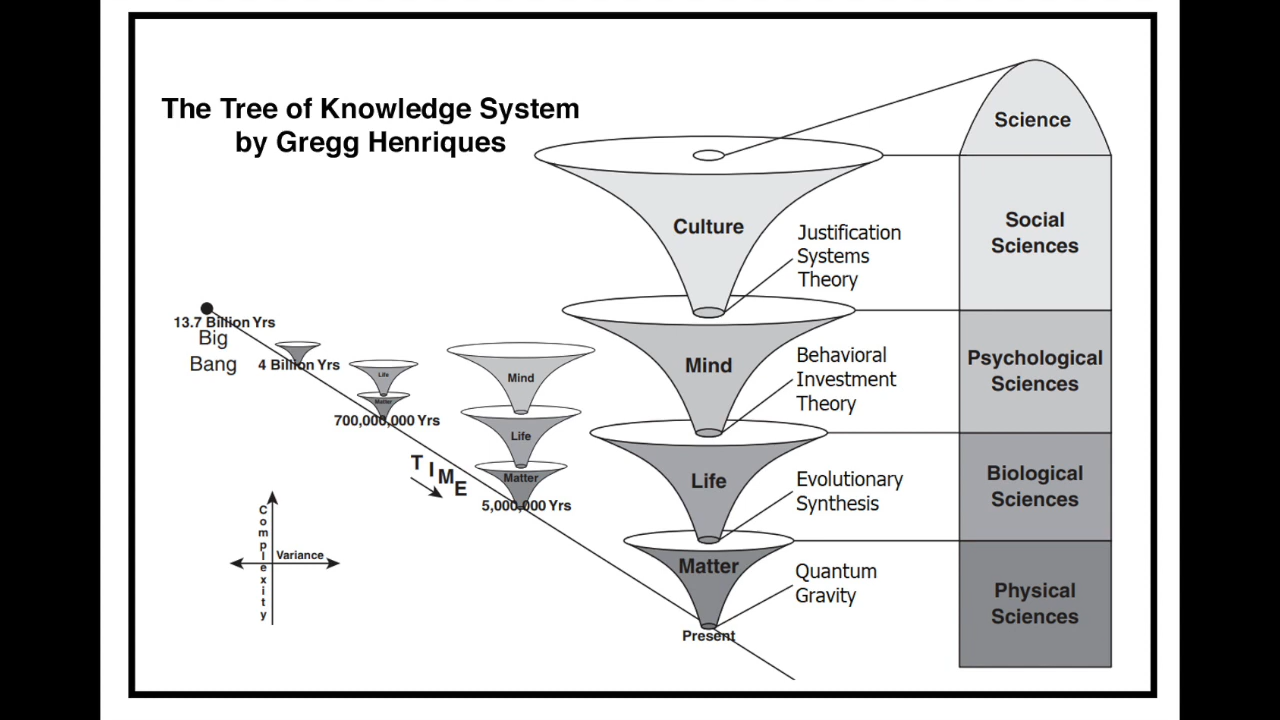 The Tree of Knowledge System
by Gregg Henriques
Science
Culture
Social
Sciences
Justification
Systems
Theory
13.7 Billion Yrs
Big
Bang
4 Billion Yrs
Life
Matter
700,000,000 Yrs
Mind
Life
Matter
5,000,000 Yrs
TIME
Mind
Behavioral
Investment
Theory
Psychological
Sciences
Life
Evolutionary
Synthesis
Biological
Sciences
Matter
Quantum
Gravity
Physical
Sciences
Present
Complexity
Variance